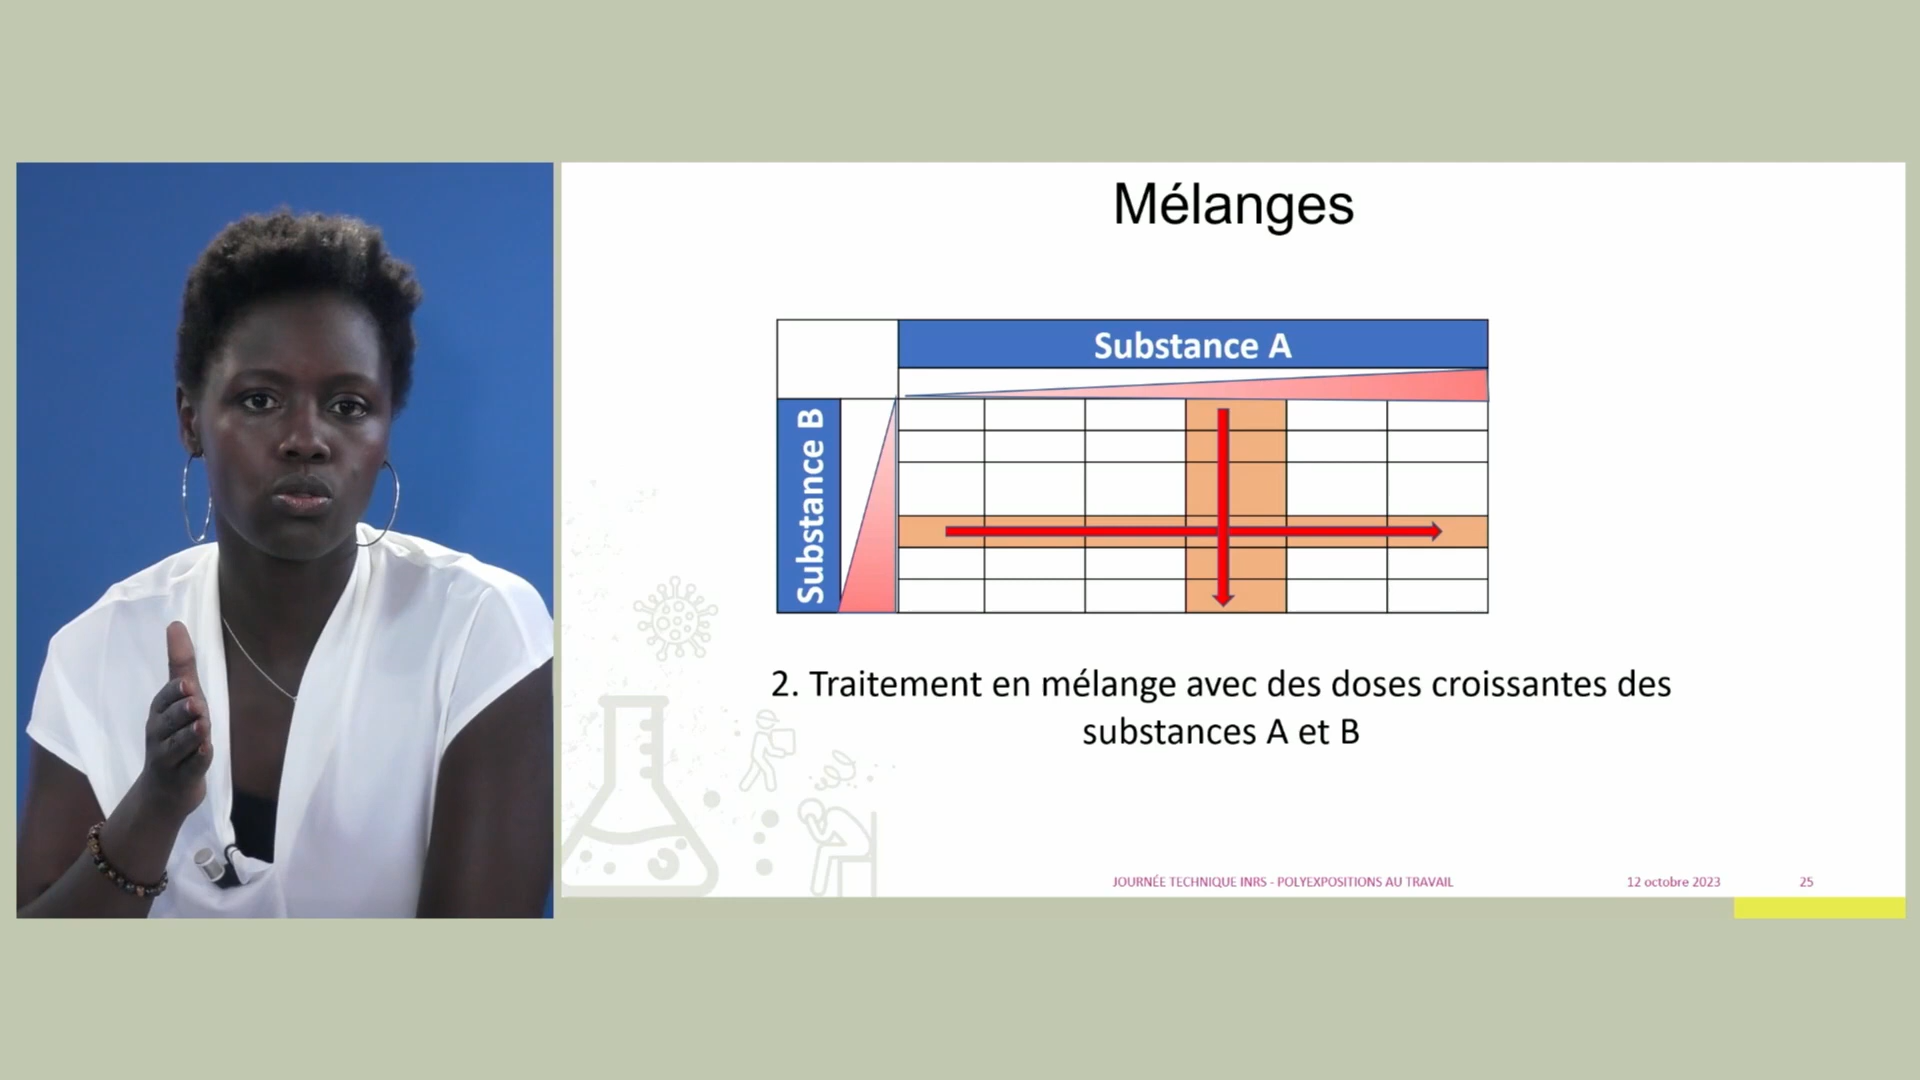 Mélanges
Substance A
Substance B
2. Traitement en mélange avec des doses croissantes des
substances A et B
JOURNÉE TECHNIQUE INRS - POLYEXPOSITIONS AU TRAVAIL
12 octobre 2023
25